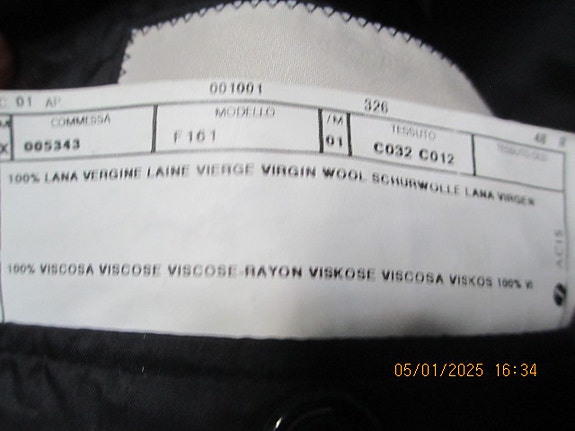 001001
C 01 AP 326
COMMESSA MODELLO /M TESSUTO 48 R
005343 F161 01 C032 C012
100% LANA VERGINE LAINE VIERGE VIRGIN WOOL SCHURWOLLE LANA VIRGEN
ACIS
100% VISCOSA VISCOSE VISCOSE-RAYON VISKOSE VISCOSA VISKOS 100% VI
05/01/2025 16:34